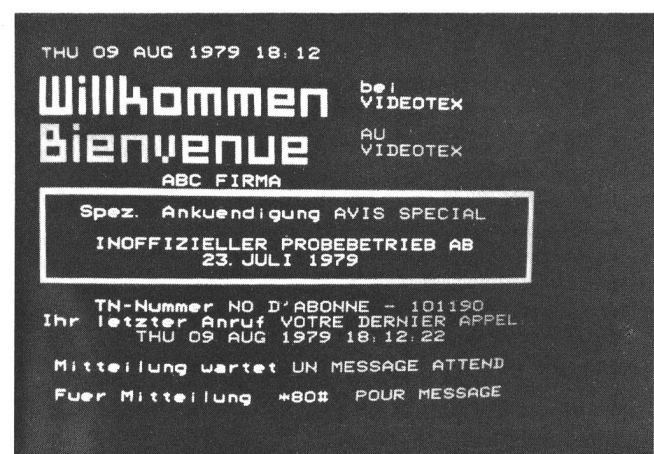 THU 09 AUG 1979 18:12
Willkommen bei VIDEOTEX
Bienvenue AU VIDEOTEX
ABC FIRMA
Spez. Ankuendigung AVIS SPECIAL
INOFFIZIELLER PROBEBETRIEB AB
23. JULI 1979
TN-Nummer NO D'ABONNE - 101190
Ihr letzter Anruf VOTRE DERNIER APPEL:
THU 09 AUG 1979 18:12:22
Mitteilung wartet UN MESSAGE ATTEND
Fuer Mitteilung *80# POUR MESSAGE